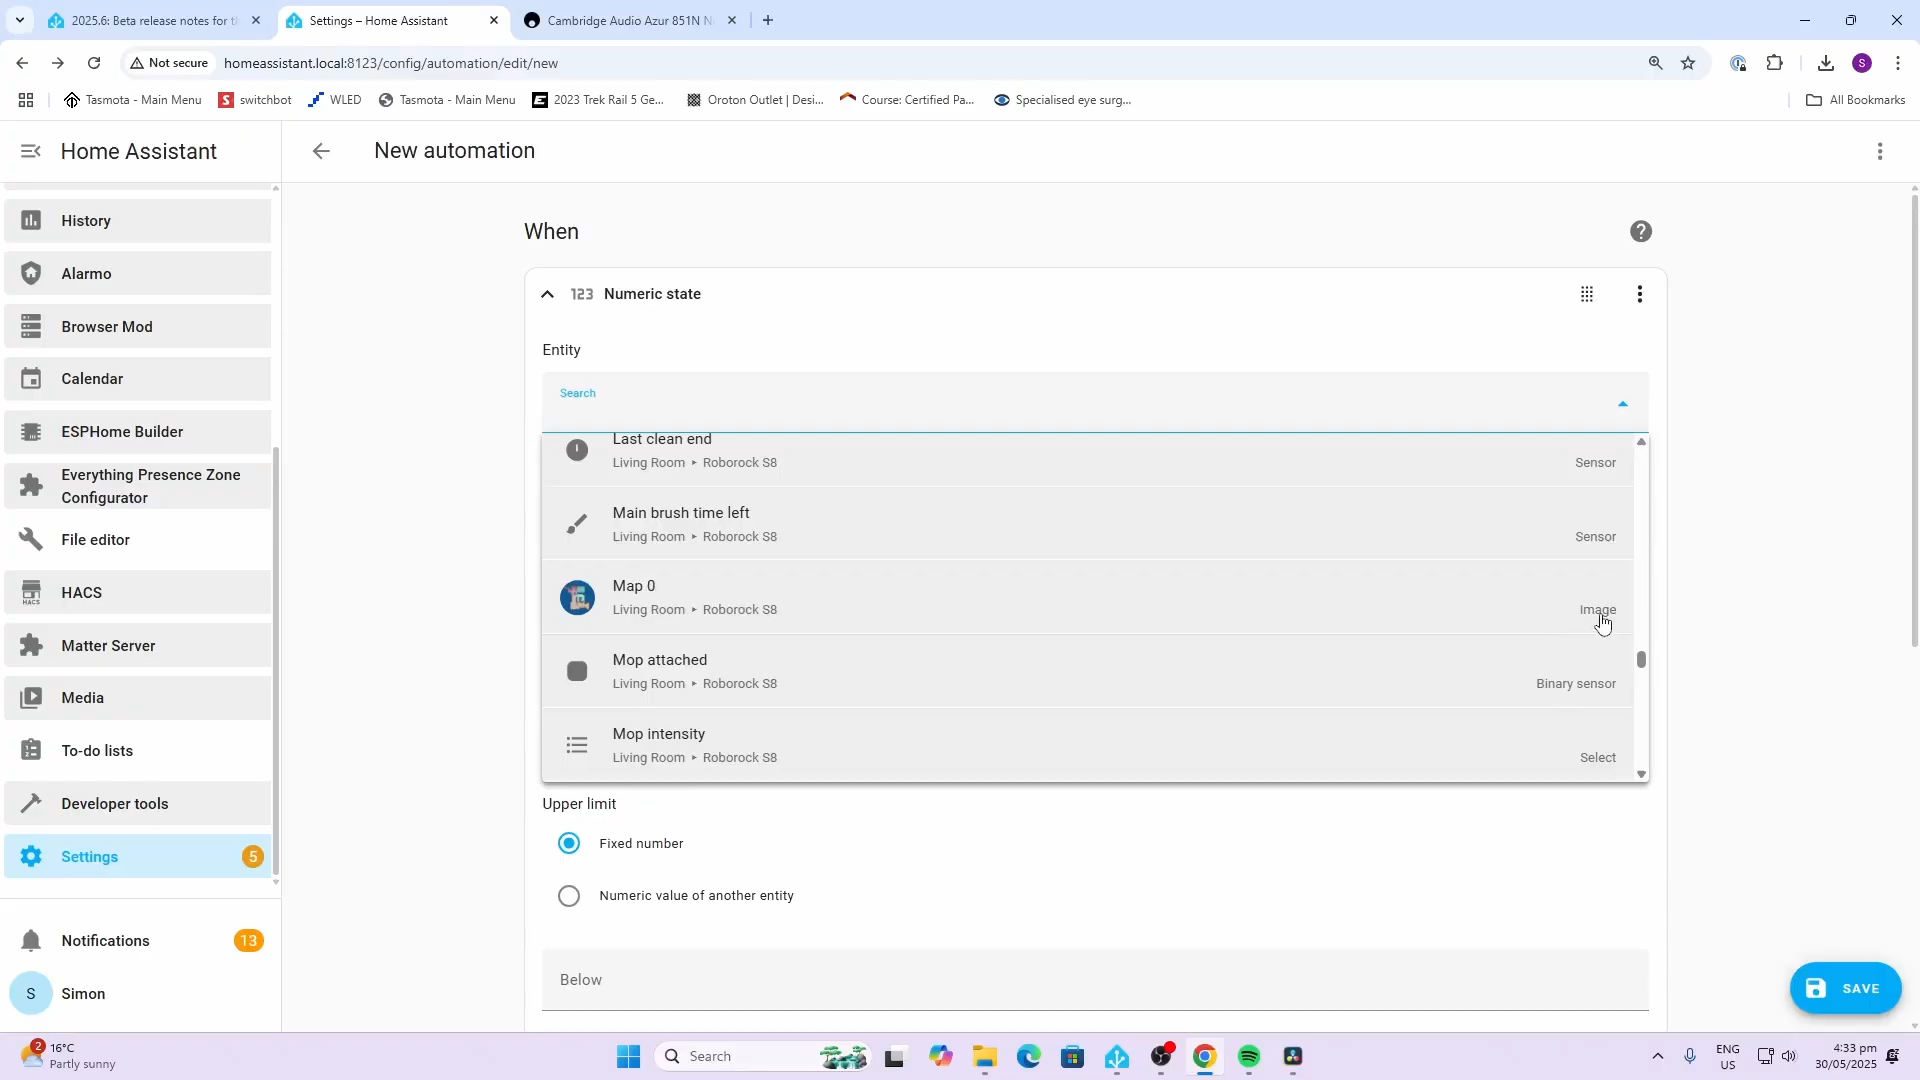 2025.6: Beta release notes for t
Settings – Home Assistant
Cambridge Audio Azur 851N N
Not secure
homeassistant.local:8123/config/automation/edit/new
S
Tasmota - Main Menu
switchbot
WLED
Tasmota - Main Menu
2023 Trek Rail 5 Ge...
Oroton Outlet | Desi...
Course: Certified Pa...
Specialised eye surg...
All Bookmarks
Home Assistant
New automation
History
Alarmo
Browser Mod
Calendar
ESPHome Builder
Everything Presence Zone
Configurator
File editor
HACS
HACS
Matter Server
Media
To-do lists
Developer tools
Settings
5
Notifications
13
S
Simon
When
?
123
Numeric state
Entity
Search
Last clean end
Living Room ▸ Roborock S8
Sensor
Main brush time left
Living Room ▸ Roborock S8
Sensor
Map 0
Living Room ▸ Roborock S8
Image
Mop attached
Living Room ▸ Roborock S8
Binary sensor
Mop intensity
Living Room ▸ Roborock S8
Select
Upper limit
Fixed number
Numeric value of another entity
Below
SAVE
2
16°C
Partly sunny
Search
ENG
US
4:33 pm
30/05/2025